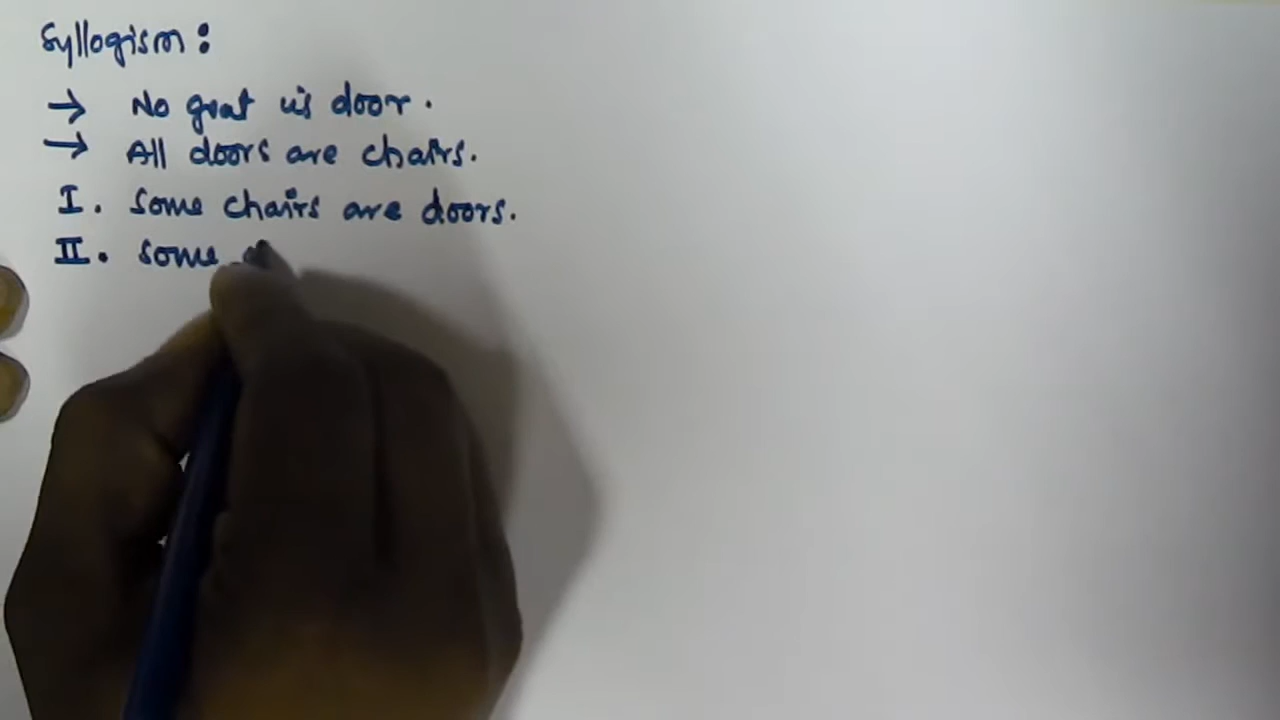 Syllogism :
→ No goat is door.
→ All doors are chairs.
I. Some chairs are doors.
II. Some